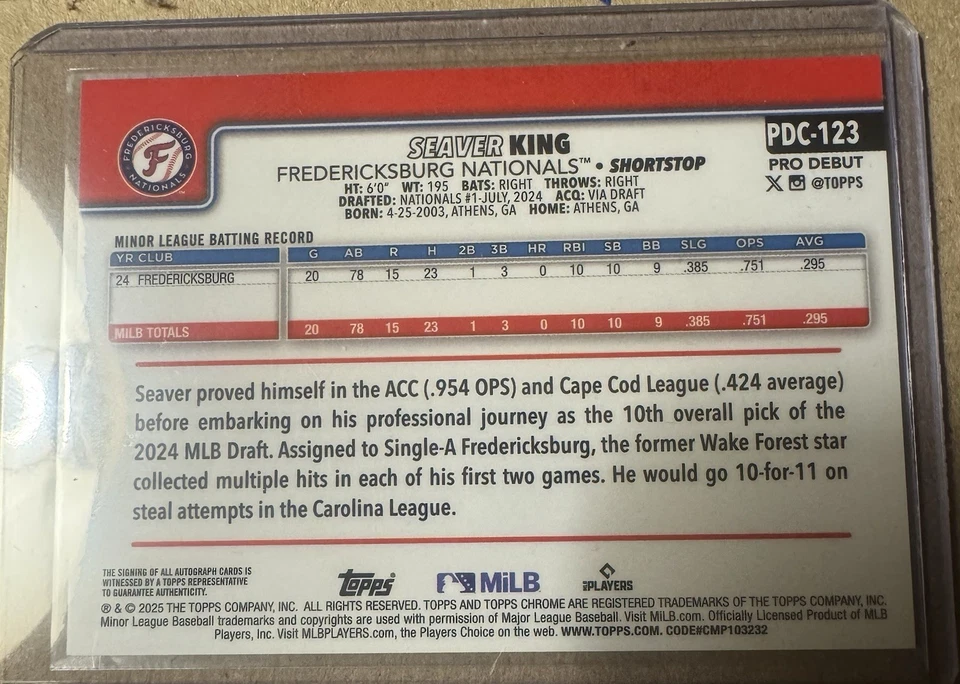 FREDERICKSBURG
F
NATIONALS
SEAVER KING
PDC-123
FREDERICKSBURG NATIONALS™ • SHORTSTOP
PRO DEBUT
HT: 6'0" WT: 195 BATS: RIGHT THROWS: RIGHT
X @TOPPS
DRAFTED: NATIONALS #1-JULY, 2024 ACQ: VIA DRAFT
BORN: 4-25-2003, ATHENS, GA HOME: ATHENS, GA
MINOR LEAGUE BATTING RECORD
YR CLUB G AB R H 2B 3B HR RBI SB BB SLG OPS AVG
24 FREDERICKSBURG 20 78 15 23 1 3 0 10 10 9 .385 .751 .295
MILB TOTALS 20 78 15 23 1 3 0 10 10 9 .385 .751 .295
Seaver proved himself in the ACC (.954 OPS) and Cape Cod League (.424 average)
before embarking on his professional journey as the 10th overall pick of the
2024 MLB Draft. Assigned to Single-A Fredericksburg, the former Wake Forest star
collected multiple hits in each of his first two games. He would go 10-for-11 on
steal attempts in the Carolina League.
THE SIGNING OF ALL AUTOGRAPH CARDS IS
WITNESSED BY A TOPPS REPRESENTATIVE
TO GUARANTEE AUTHENTICITY.
Topps MiLB PLAYERS
® & © 2025 THE TOPPS COMPANY, INC. ALL RIGHTS RESERVED. TOPPS AND TOPPS CHROME ARE REGISTERED TRADEMARKS OF THE TOPPS COMPANY, INC.
Minor League Baseball trademarks and copyrights are used with permission of Major League Baseball. Visit MiLB.com. Officially Licensed Product of MLB
Players, Inc. Visit MLBPLAYERS.com, the Players Choice on the web. WWW.TOPPS.COM. CODE#CMP103232